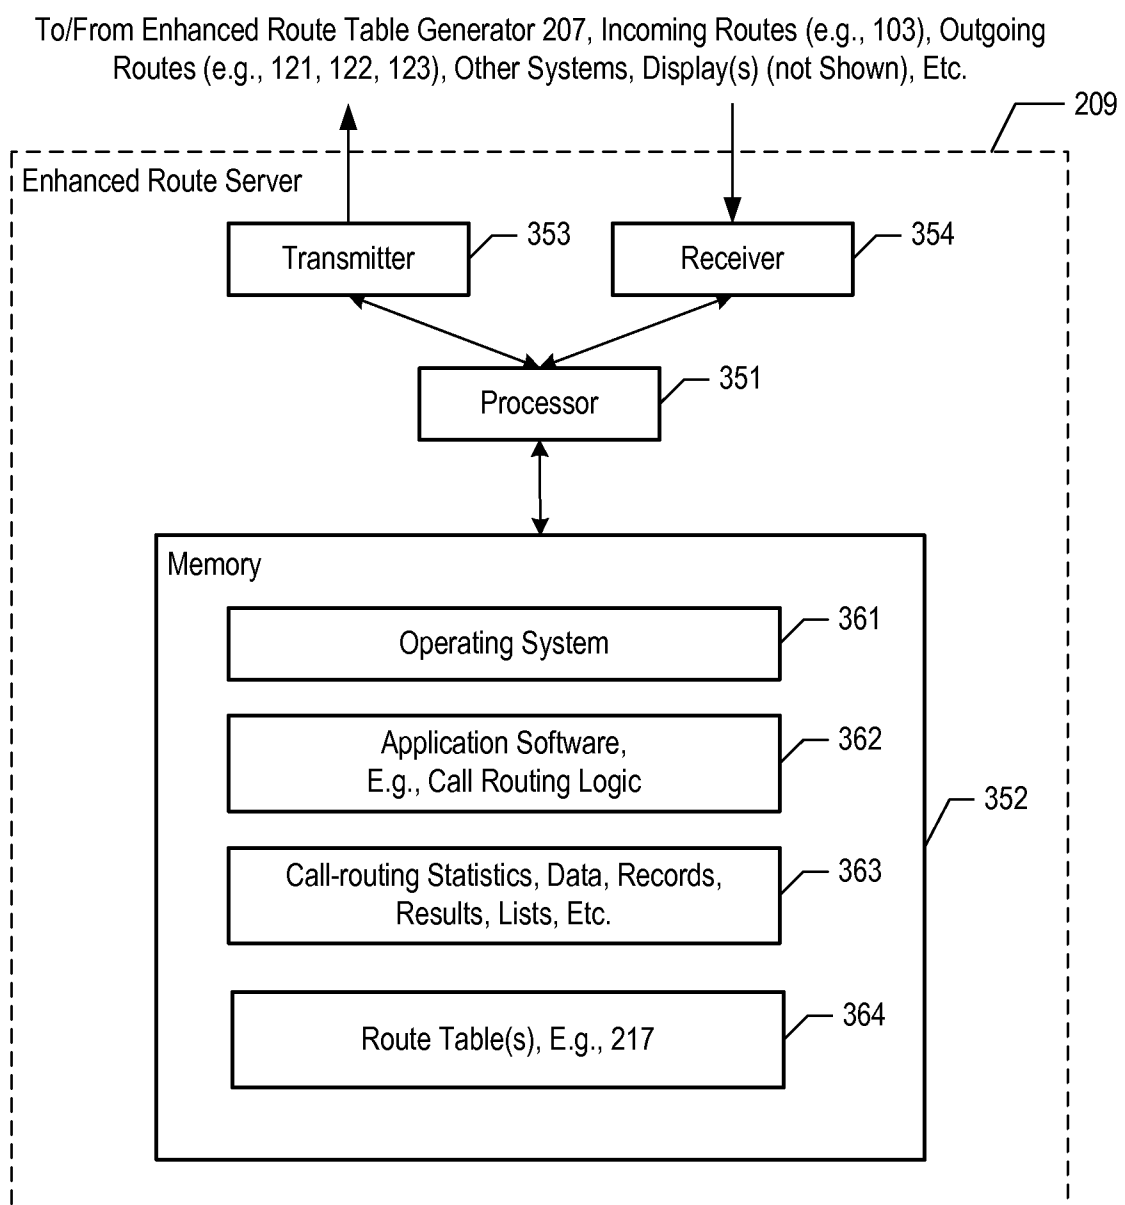 To/From Enhanced Route Table Generator 207, Incoming Routes (e.g., 103), Outgoing
Routes (e.g., 121, 122, 123), Other Systems, Display(s) (not Shown), Etc.
209
Enhanced Route Server
Transmitter
353
Receiver
354
Processor
351
Memory
Operating System
361
Application Software,
E.g., Call Routing Logic
362
352
Call-routing Statistics, Data, Records,
Results, Lists, Etc.
363
Route Table(s), E.g., 217
364